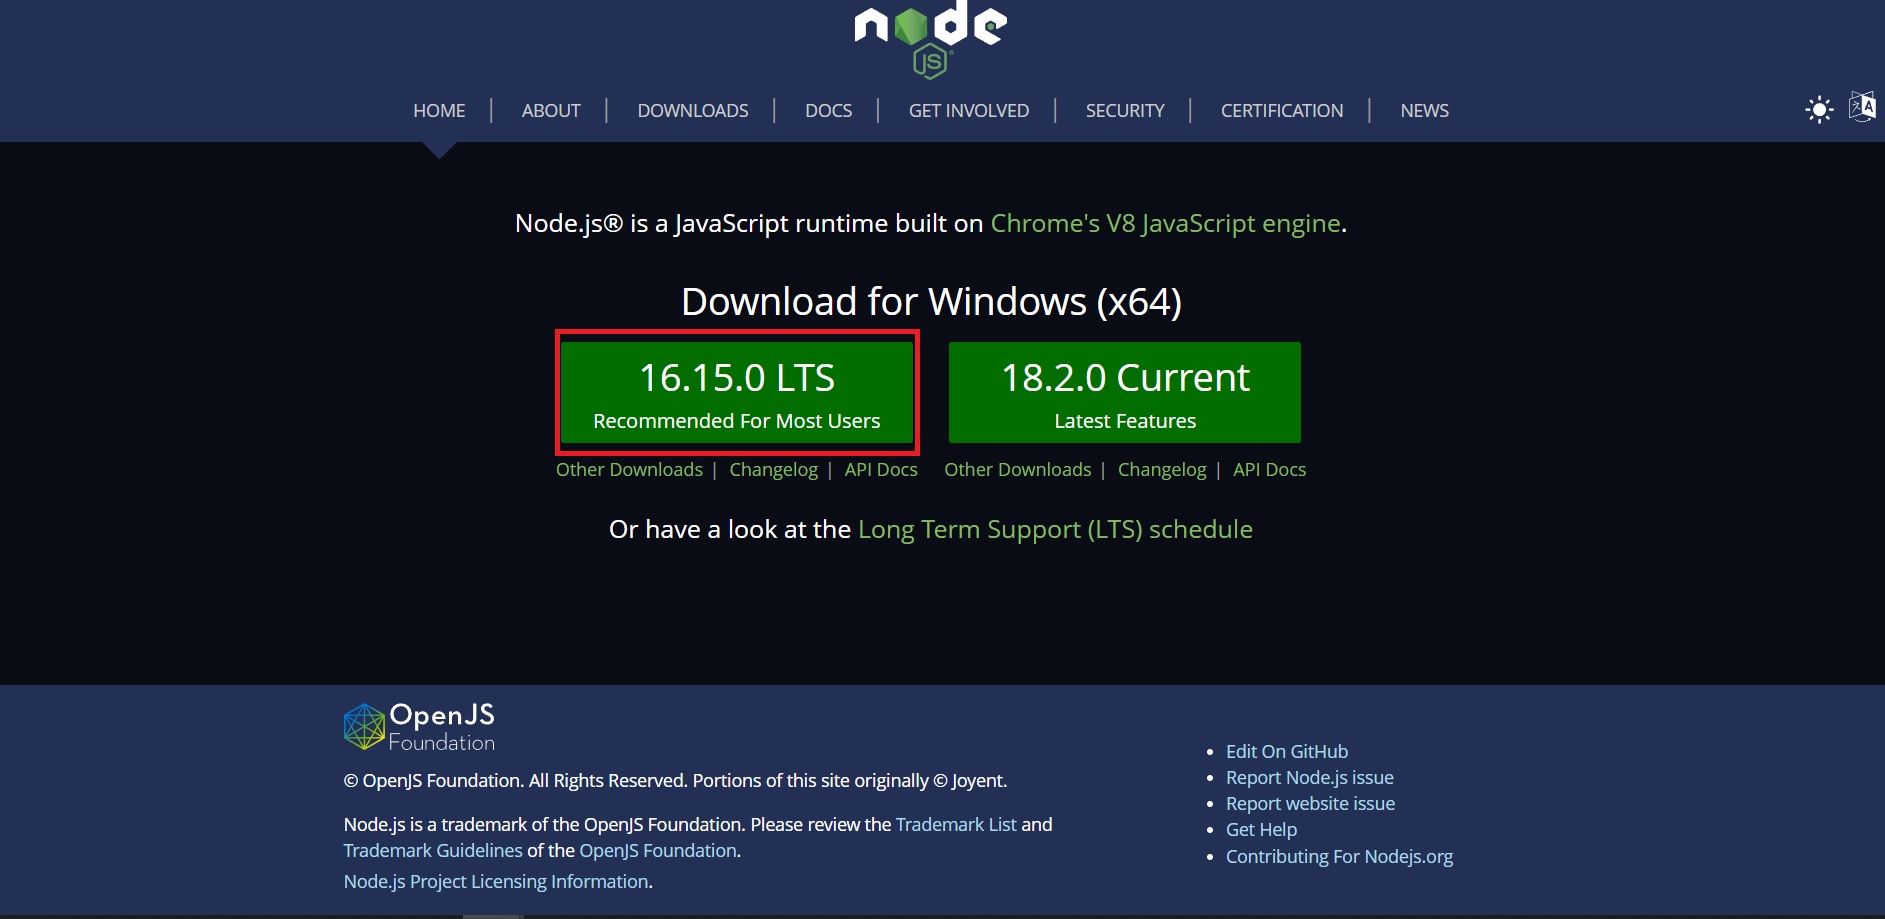 node
JS
HOME | ABOUT | DOWNLOADS | DOCS | GET INVOLVED | SECURITY | CERTIFICATION | NEWS
Node.js® is a JavaScript runtime built on Chrome's V8 JavaScript engine.
Download for Windows (x64)
16.15.0 LTS
Recommended For Most Users
Other Downloads | Changelog | API Docs
18.2.0 Current
Latest Features
Other Downloads | Changelog | API Docs
Or have a look at the Long Term Support (LTS) schedule
OpenJS
Foundation
© OpenJS Foundation. All Rights Reserved. Portions of this site originally © Joyent.
Node.js is a trademark of the OpenJS Foundation. Please review the Trademark List and
Trademark Guidelines of the OpenJS Foundation.
Node.js Project Licensing Information.
Edit On GitHub
Report Node.js issue
Report website issue
Get Help
Contributing For Nodejs.org